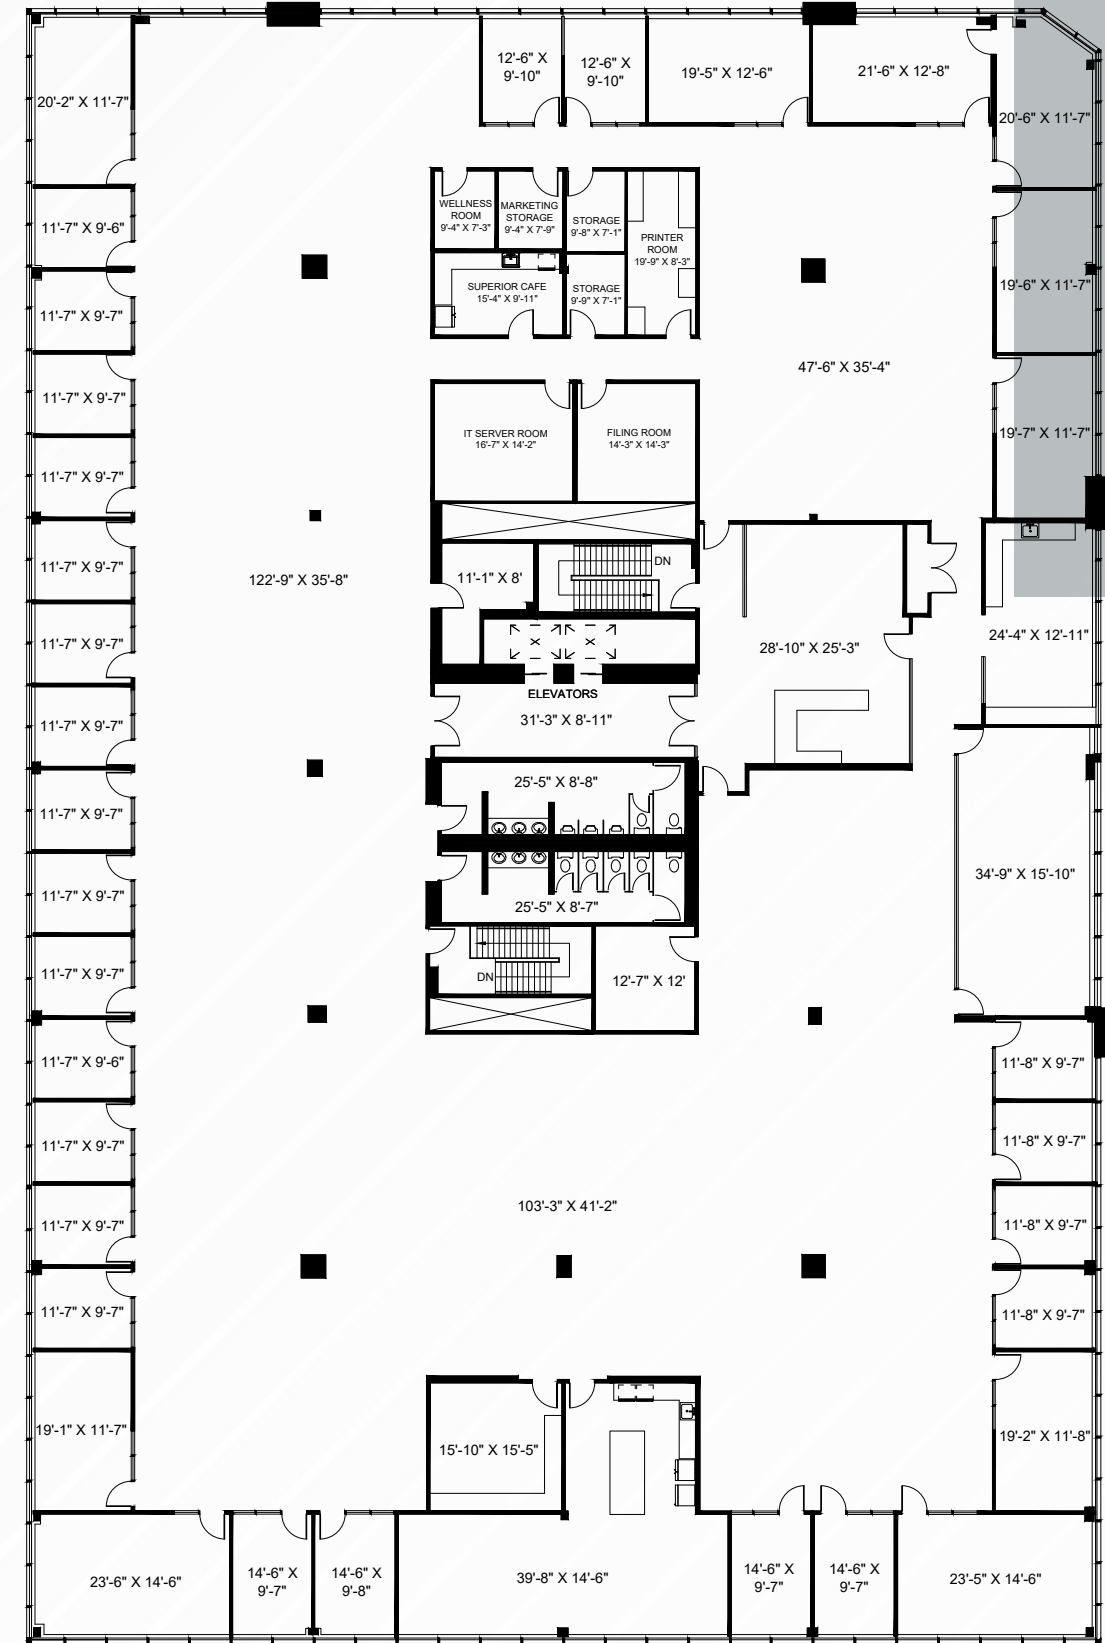 12'-6" X
9'-10"
12'-6" X
9'-10"
19'-5" X 12'-6"
21'-6" X 12'-8"
20'-2" X 11'-7"
20'-6" X 11'-7"
WELLNESS
ROOM
9'-4" X 7'-3"
MARKETING
STORAGE
9'-4" X 7'-9"
STORAGE
9'-8" X 7'-1"
PRINTER
ROOM
19'-9" X 8'-3"
11'-7" X 9'-6"
SUPERIOR CAFE
15'-4" X 9'-11"
STORAGE
9'-9" X 7'-1"
19'-6" X 11'-7"
11'-7" X 9'-7"
47'-6" X 35'-4"
11'-7" X 9'-7"
IT SERVER ROOM
16'-7" X 14'-2"
FILING ROOM
14'-3" X 14'-3"
19'-7" X 11'-7"
11'-7" X 9'-7"
11'-7" X 9'-7"
122'-9" X 35'-8"
11'-1" X 8'
DN
11'-7" X 9'-7"
28'-10" X 25'-3"
24'-4" X 12'-11"
ELEVATORS
31'-3" X 8'-11"
11'-7" X 9'-7"
25'-5" X 8'-8"
11'-7" X 9'-7"
34'-9" X 15'-10"
11'-7" X 9'-7"
25'-5" X 8'-7"
11'-7" X 9'-7"
DN
12'-7" X 12'
11'-7" X 9'-6"
11'-8" X 9'-7"
11'-7" X 9'-7"
11'-8" X 9'-7"
103'-3" X 41'-2"
11'-7" X 9'-7"
11'-8" X 9'-7"
11'-7" X 9'-7"
11'-8" X 9'-7"
19'-1" X 11'-7"
15'-10" X 15'-5"
19'-2" X 11'-8"
23'-6" X 14'-6"
14'-6" X
9'-7"
14'-6" X
9'-8"
39'-8" X 14'-6"
14'-6" X
9'-7"
14'-6" X
9'-7"
23'-5" X 14'-6"